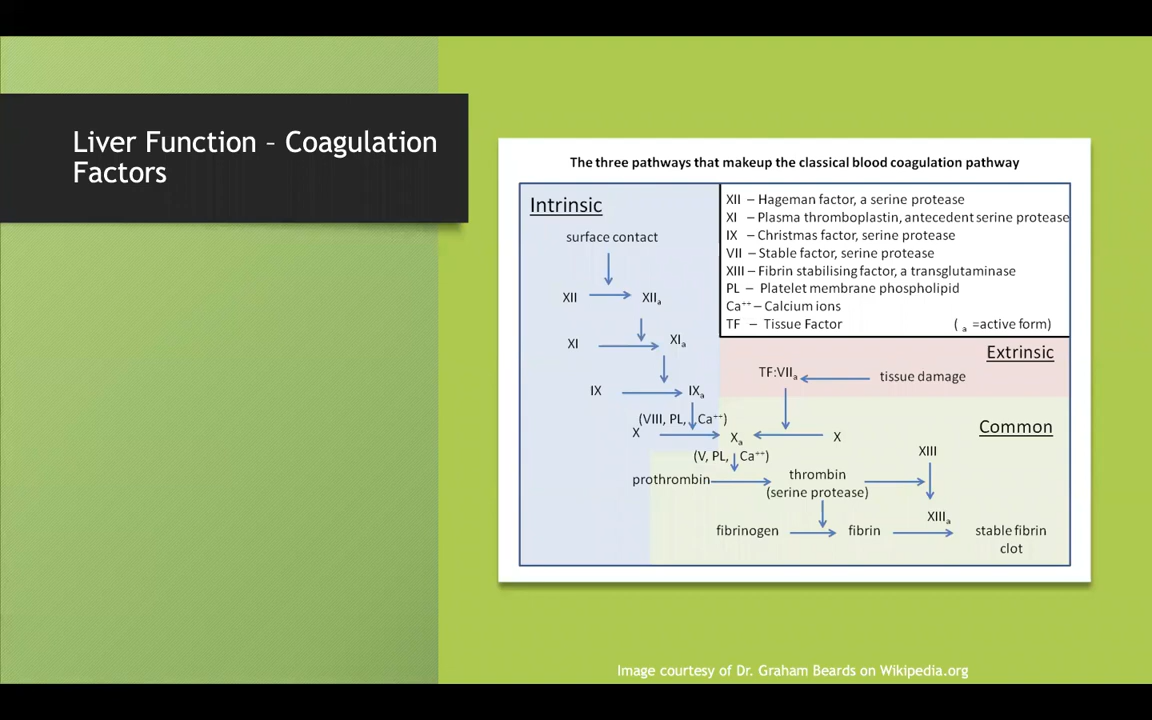 Liver Function – Coagulation
Factors
The three pathways that makeup the classical blood coagulation pathway
Intrinsic
surface contact
XII
XIIa
XI
XIa
IX
IXa
(VIII, PL, Ca⁺⁺)
X
Xa
XII – Hageman factor, a serine protease
XI – Plasma thromboplastin, antecedent serine protease
IX – Christmas factor, serine protease
VII – Stable factor, serine protease
XIII – Fibrin stabilising factor, a transglutaminase
PL – Platelet membrane phospholipid
Ca⁺⁺ – Calcium ions
TF – Tissue Factor
( a =active form)
Extrinsic
TF:VIIa
tissue damage
Common
X
(V, PL, Ca⁺⁺)
XIII
prothrombin
thrombin
(serine protease)
XIIIa
fibrinogen
fibrin
stable fibrin
clot
Image courtesy of Dr. Graham Beards on Wikipedia.org